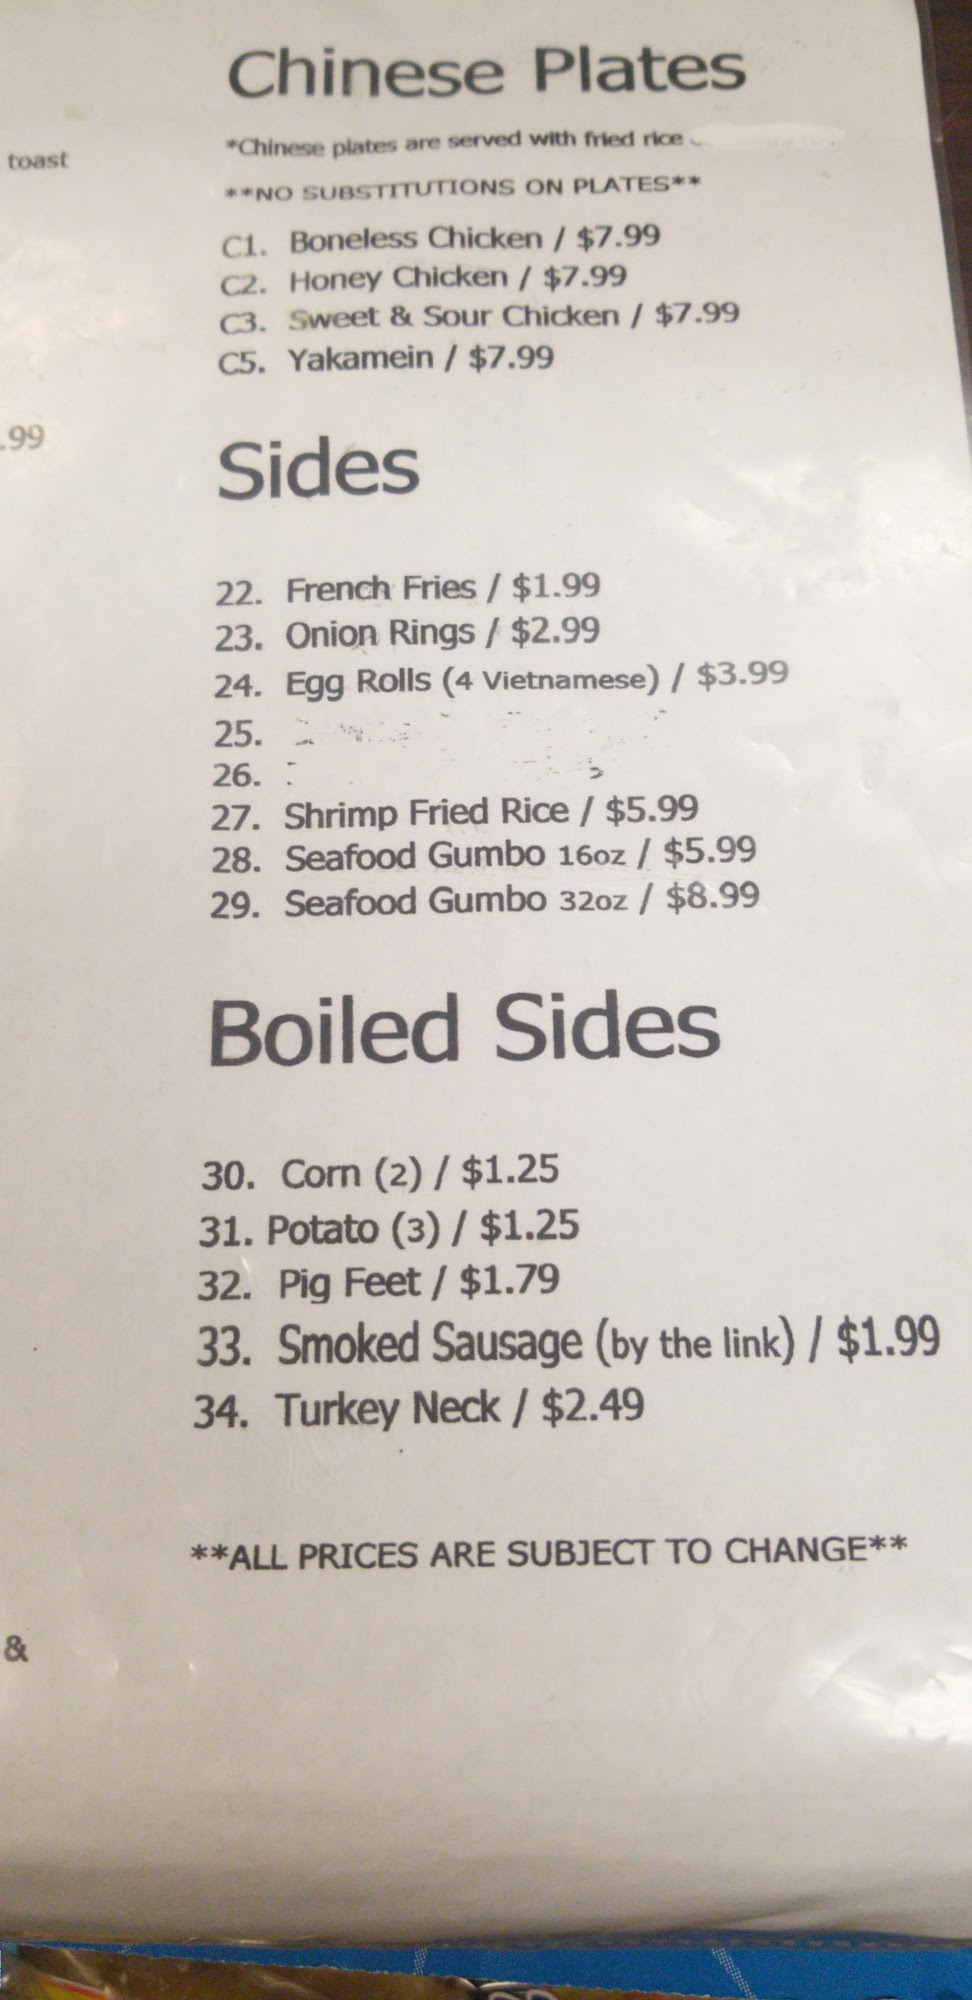 Chinese Plates
*Chinese plates are served with fried rice
toast
**NO SUBSTITUTIONS ON PLATES**
C1. Boneless Chicken / $7.99
C2. Honey Chicken / $7.99
C3. Sweet & Sour Chicken / $7.99
C5. Yakamein / $7.99
.99
Sides
22. French Fries / $1.99
23. Onion Rings / $2.99
24. Egg Rolls (4 Vietnamese) / $3.99
25.
26.
27. Shrimp Fried Rice / $5.99
28. Seafood Gumbo 16oz / $5.99
29. Seafood Gumbo 32oz / $8.99
Boiled Sides
30. Corn (2) / $1.25
31. Potato (3) / $1.25
32. Pig Feet / $1.79
33. Smoked Sausage (by the link) / $1.99
34. Turkey Neck / $2.49
**ALL PRICES ARE SUBJECT TO CHANGE**
&